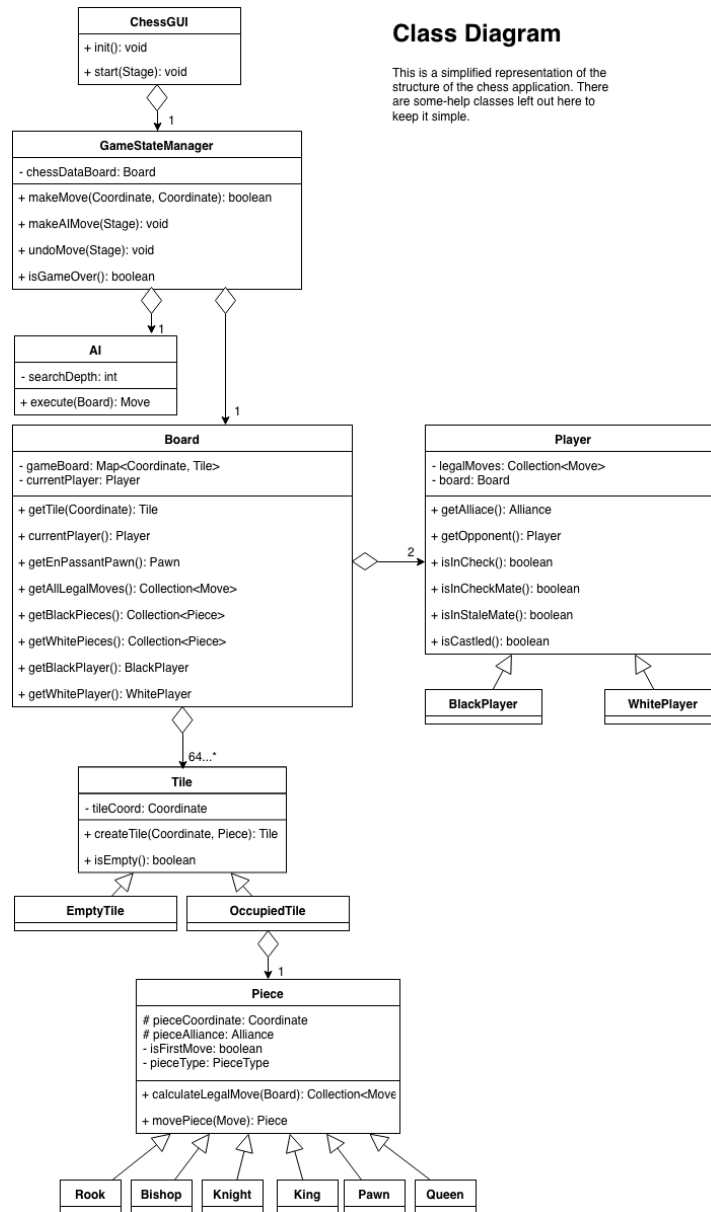 ChessGUI
+ init(): void
+ start(Stage): void
1
Class Diagram
This is a simplified representation of the
structure of the chess application. There
are some-help classes left out here to
keep it simple.
GameStateManager
- chessDataBoard: Board
+ makeMove(Coordinate, Coordinate): boolean
+ makeAIMove(Stage): void
+ undoMove(Stage): void
+ isGameOver(): boolean
1
AI
- searchDepth: int
+ execute(Board): Move
1
Board
- gameBoard: Map<Coordinate, Tile>
- currentPlayer: Player
+ getTile(Coordinate): Tile
+ currentPlayer(): Player
+ getEnPassantPawn(): Pawn
+ getAllLegalMoves(): Collection<Move>
+ getBlackPieces(): Collection<Piece>
+ getWhitePieces(): Collection<Piece>
+ getBlackPlayer(): BlackPlayer
+ getWhitePlayer(): WhitePlayer
2
Player
- legalMoves: Collection<Move>
- board: Board
+ getAlliace(): Alliance
+ getOpponent(): Player
+ isInCheck(): boolean
+ isInCheckMate(): boolean
+ isInStaleMate(): boolean
+ isCastled(): boolean
BlackPlayer
WhitePlayer
64...*
Tile
- tileCoord: Coordinate
+ createTile(Coordinate, Piece): Tile
+ isEmpty(): boolean
EmptyTile
OccupiedTile
1
Piece
# pieceCoordinate: Coordinate
# pieceAlliance: Alliance
- isFirstMove: boolean
- pieceType: PieceType
+ calculateLegalMove(Board): Collection<Move
+ movePiece(Move): Piece
Rook
Bishop
Knight
King
Pawn
Queen